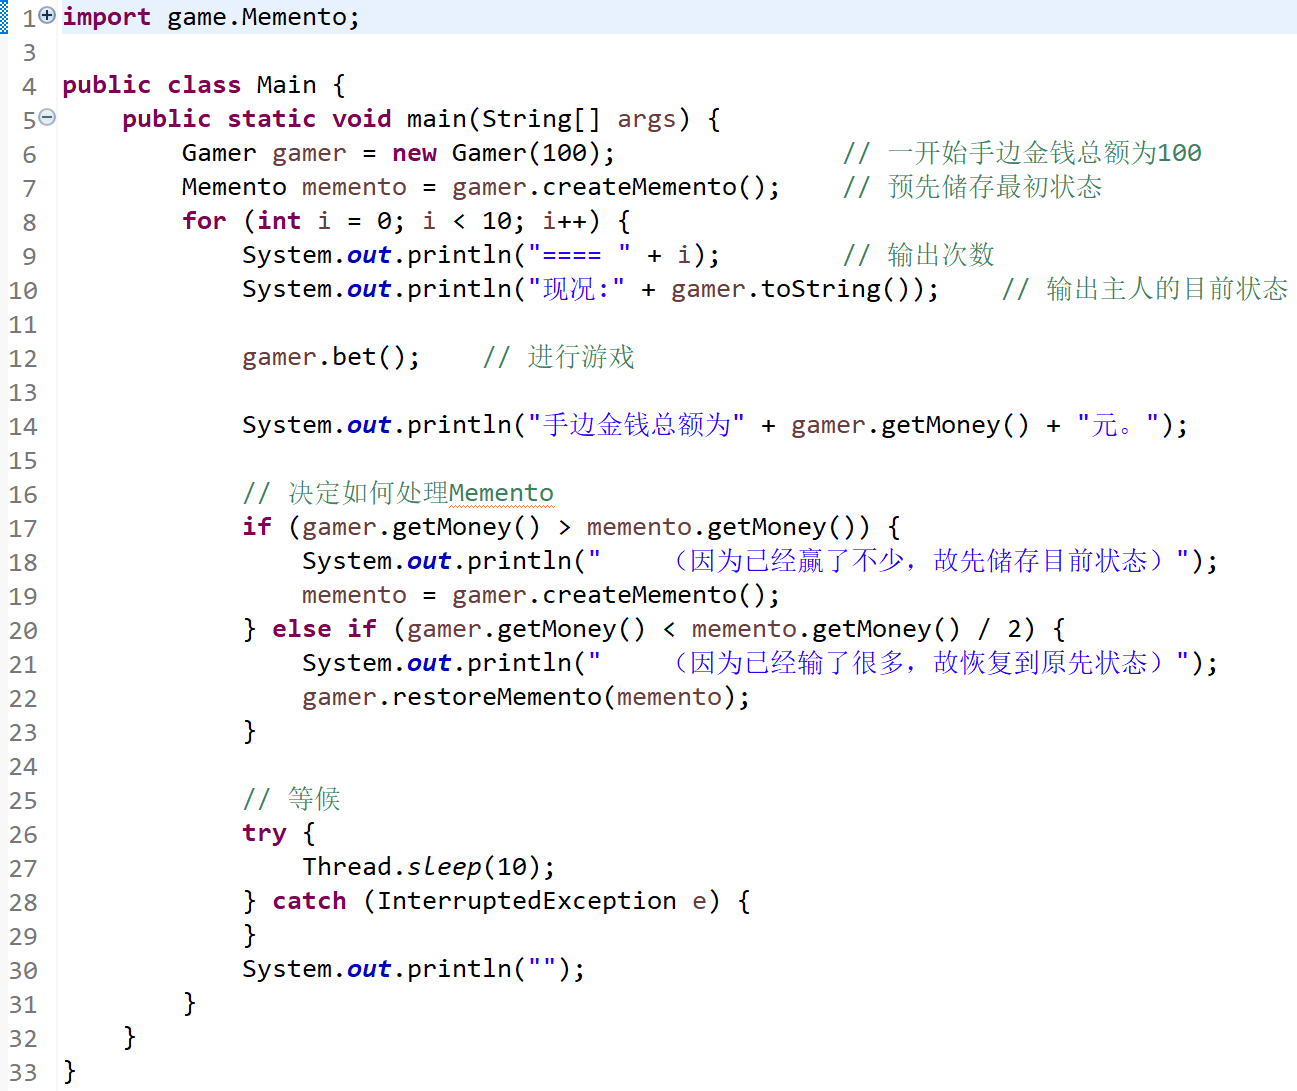 1 import game.Memento;
3
4 public class Main {
5     public static void main(String[] args) {
6         Gamer gamer = new Gamer(100);               // 一开始手边金钱总额为100
7         Memento memento = gamer.createMemento();    // 预先储存最初状态
8         for (int i = 0; i < 10; i++) {
9             System.out.println("==== " + i);        // 输出次数
10             System.out.println("现况:" + gamer.toString());    // 输出主人的目前状态
11
12             gamer.bet();    // 进行游戏
13
14             System.out.println("手边金钱总额为" + gamer.getMoney() + "元。");
15
16             // 决定如何处理Memento
17             if (gamer.getMoney() > memento.getMoney()) {
18                 System.out.println("    （因为已经赢了不少，故先储存目前状态）");
19                 memento = gamer.createMemento();
20             } else if (gamer.getMoney() < memento.getMoney() / 2) {
21                 System.out.println("    （因为已经输了很多，故恢复到原先状态）");
22                 gamer.restoreMemento(memento);
23             }
24
25             // 等候
26             try {
27                 Thread.sleep(10);
28             } catch (InterruptedException e) {
29             }
30             System.out.println("");
31         }
32     }
33 }